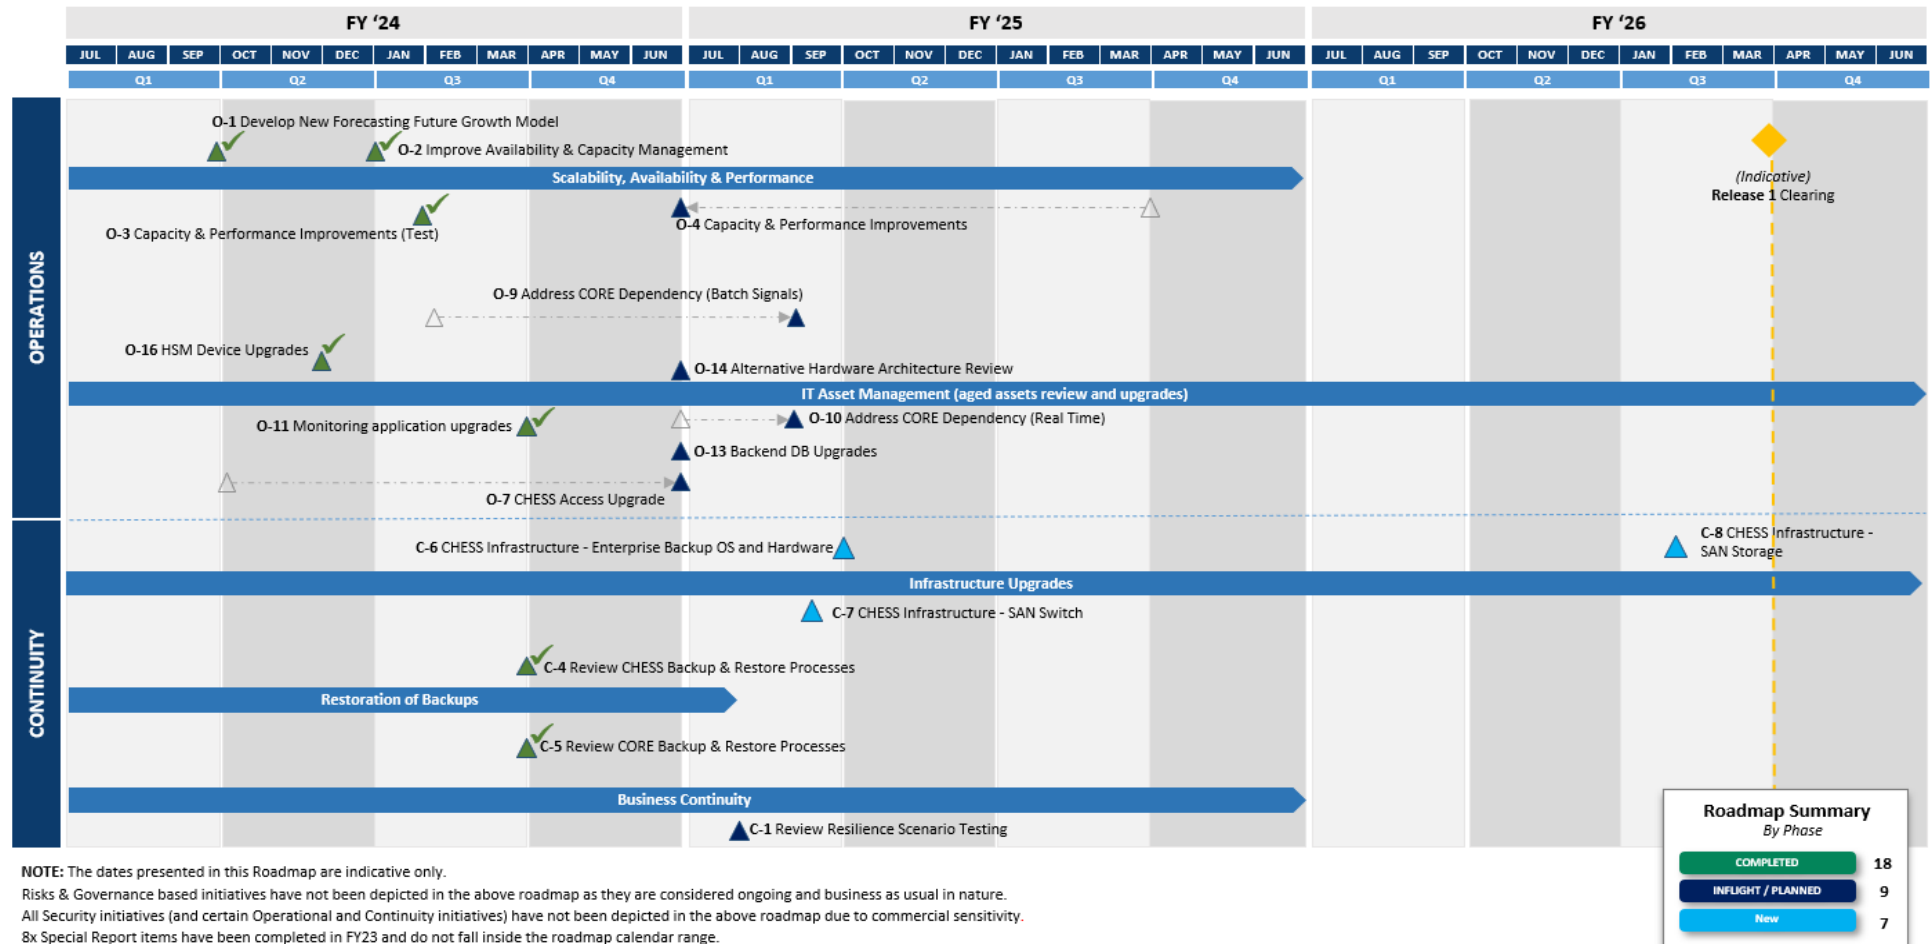 FY ‘24 FY ‘25 FY ‘26
JUL AUG SEP OCT NOV DEC JAN FEB MAR APR MAY JUN JUL AUG SEP OCT NOV DEC JAN FEB MAR APR MAY JUN JUL AUG SEP OCT NOV DEC JAN FEB MAR APR MAY JUN
Q1 Q2 Q3 Q4 Q1 Q2 Q3 Q4 Q1 Q2 Q3 Q4
OPERATIONS
O-1 Develop New Forecasting Future Growth Model
O-2 Improve Availability & Capacity Management
Scalability, Availability & Performance
(Indicative)
Release 1 Clearing
O-3 Capacity & Performance Improvements (Test)
O-4 Capacity & Performance Improvements
O-9 Address CORE Dependency (Batch Signals)
O-16 HSM Device Upgrades
O-14 Alternative Hardware Architecture Review
IT Asset Management (aged assets review and upgrades)
O-11 Monitoring application upgrades
O-10 Address CORE Dependency (Real Time)
O-13 Backend DB Upgrades
O-7 CHESS Access Upgrade
CONTINUITY
C-6 CHESS Infrastructure - Enterprise Backup OS and Hardware
C-8 CHESS Infrastructure -
SAN Storage
Infrastructure Upgrades
C-7 CHESS Infrastructure - SAN Switch
C-4 Review CHESS Backup & Restore Processes
Restoration of Backups
C-5 Review CORE Backup & Restore Processes
Business Continuity
C-1 Review Resilience Scenario Testing
Roadmap Summary
By Phase
COMPLETED 18
INFLIGHT / PLANNED 9
New 7
NOTE: The dates presented in this Roadmap are indicative only.
Risks & Governance based initiatives have not been depicted in the above roadmap as they are considered ongoing and business as usual in nature.
All Security initiatives (and certain Operational and Continuity initiatives) have not been depicted in the above roadmap due to commercial sensitivity.
8x Special Report items have been completed in FY23 and do not fall inside the roadmap calendar range.